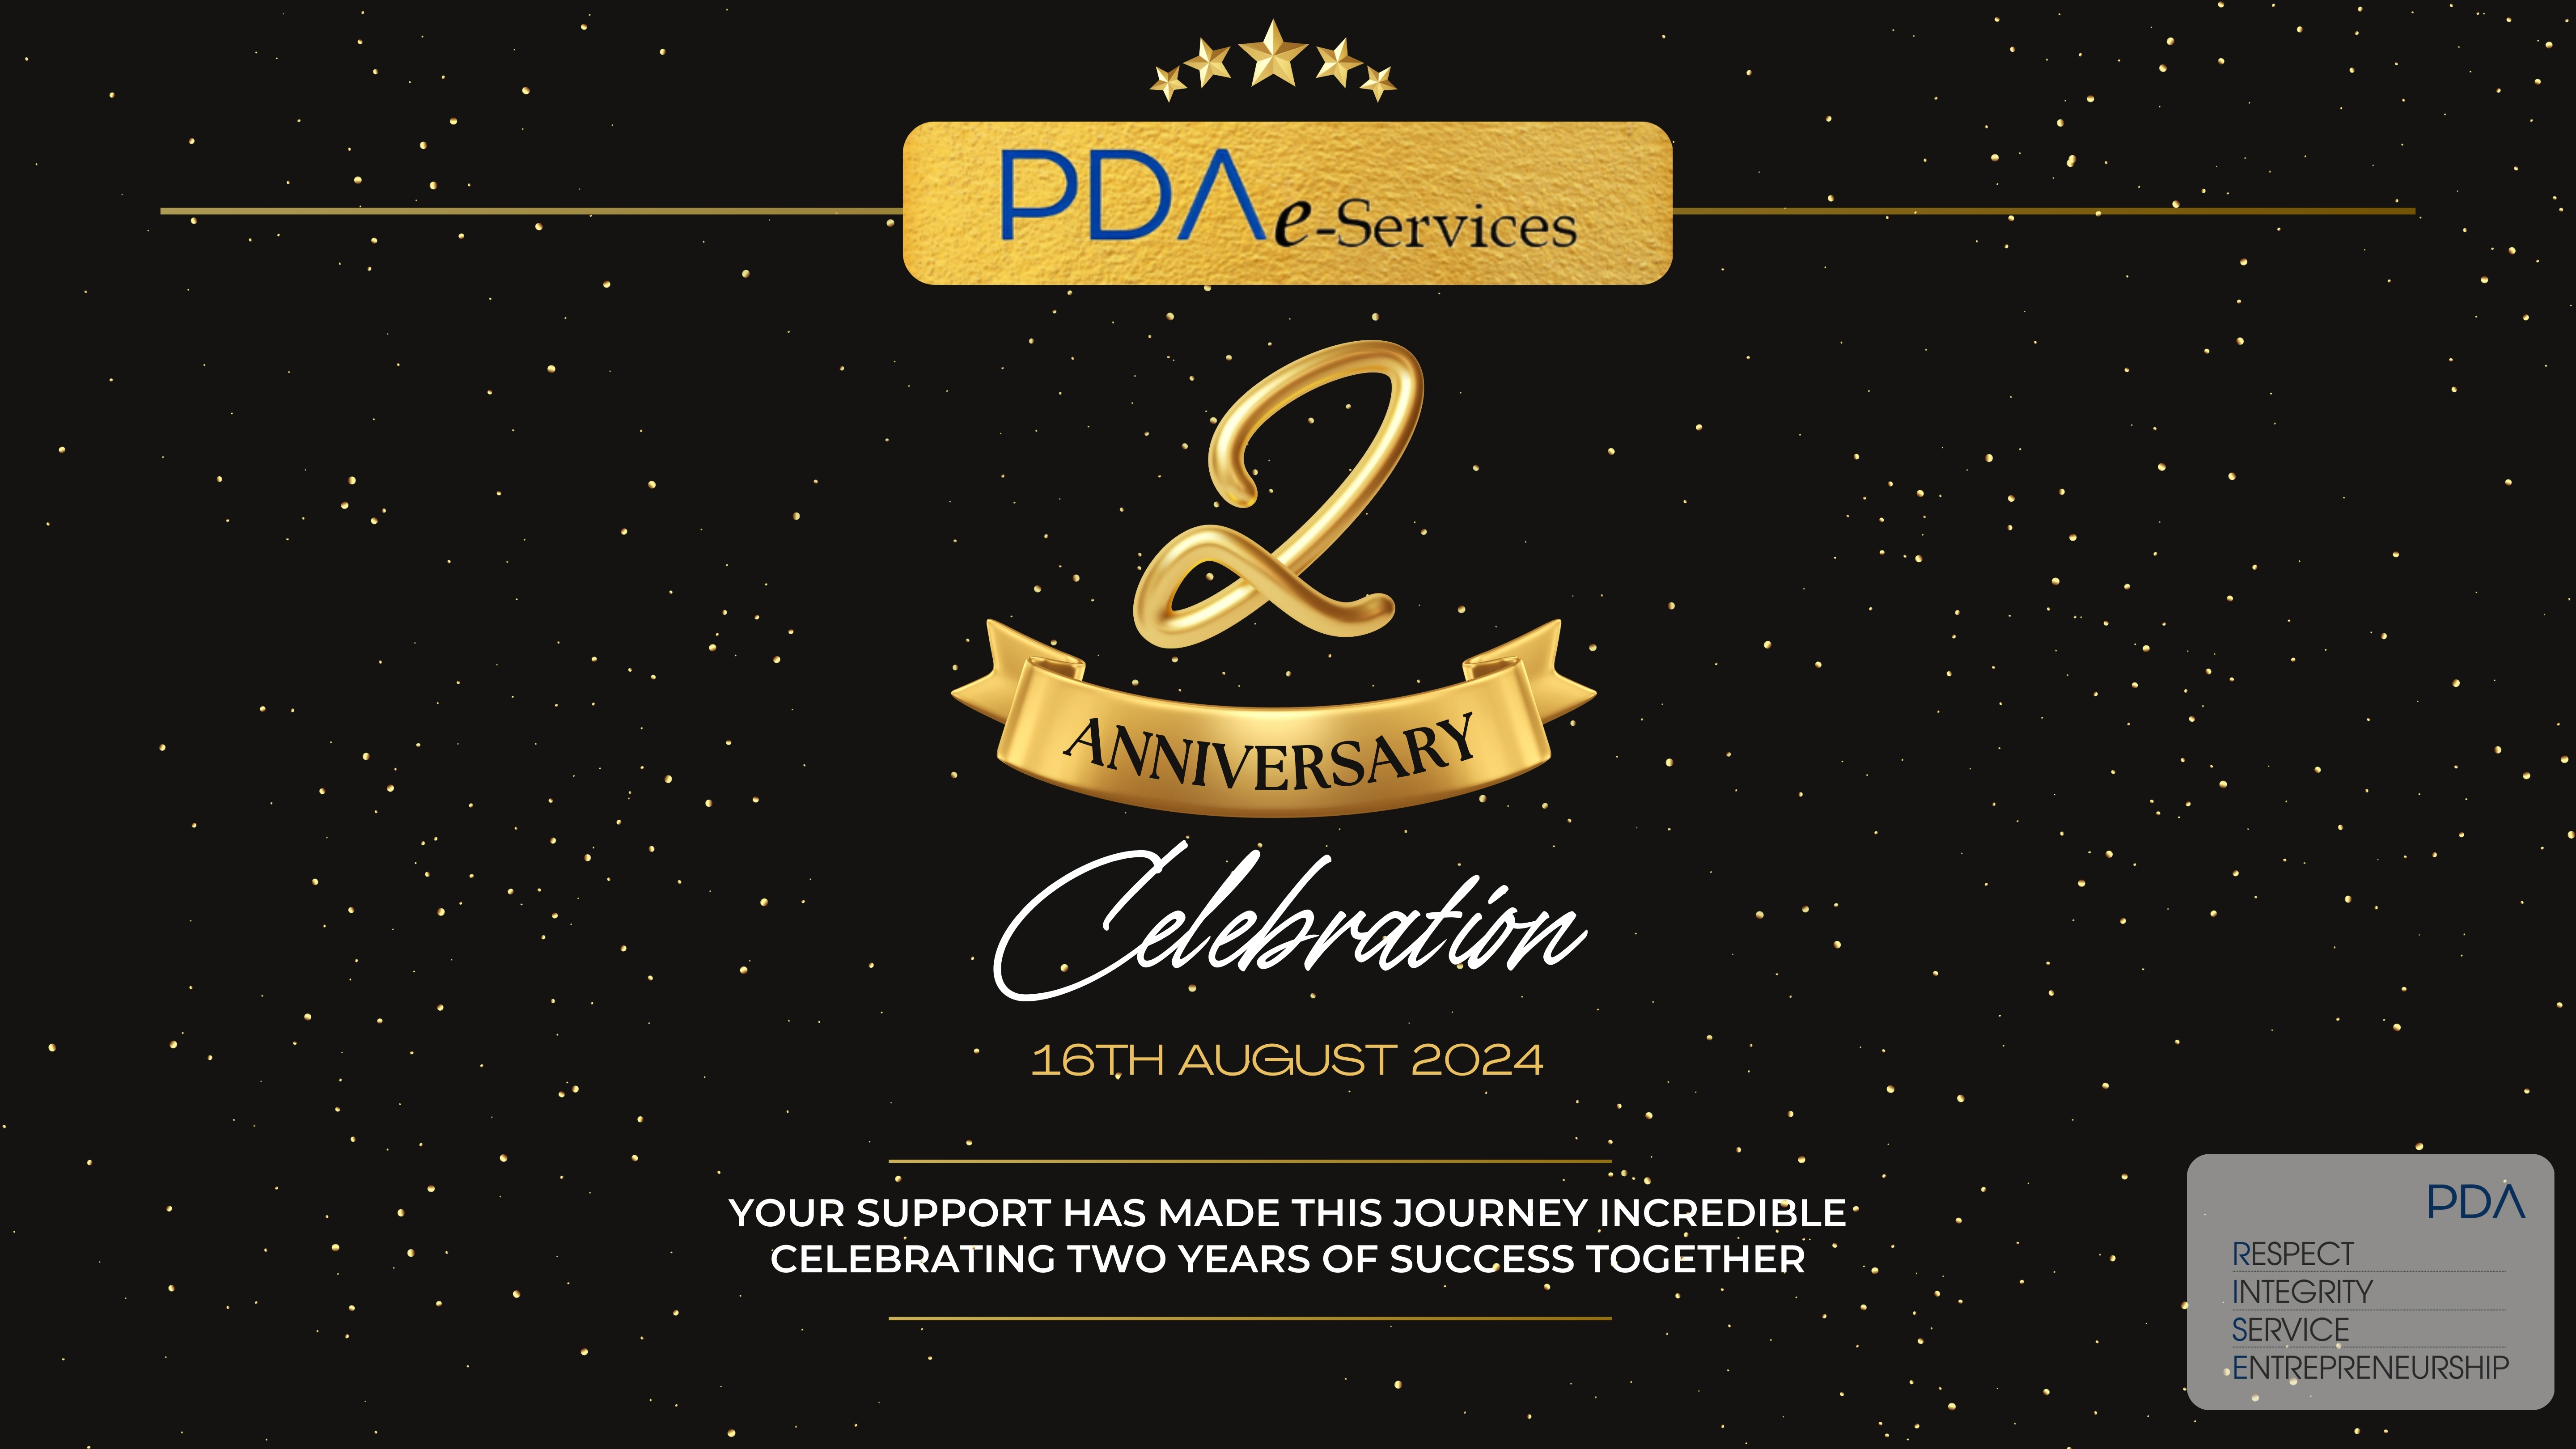 PDA e-Services
2
ANNIVERSARY
Celebration
16TH AUGUST 2024
YOUR SUPPORT HAS MADE THIS JOURNEY INCREDIBLE
CELEBRATING TWO YEARS OF SUCCESS TOGETHER
PDA
RESPECT
INTEGRITY
SERVICE
ENTREPRENEURSHIP